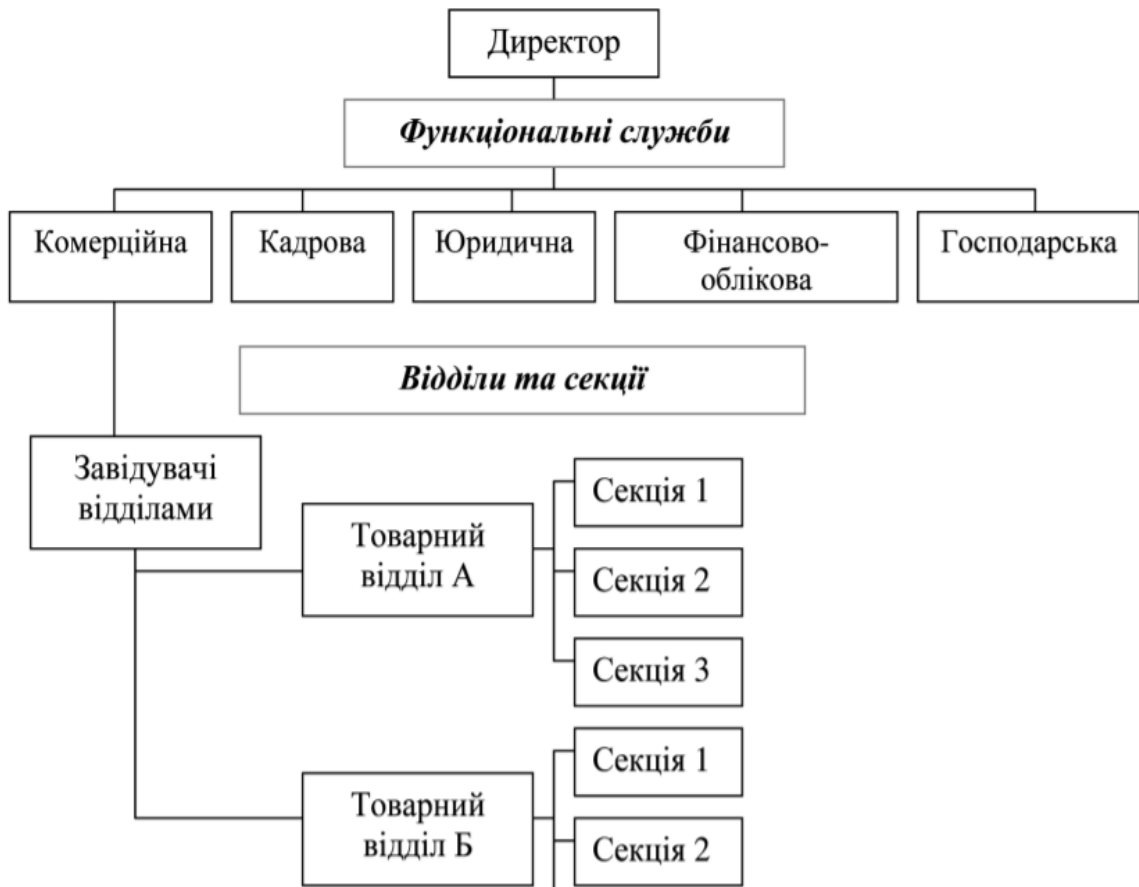 Директор
Функціональні служби
Комерційна
Кадрова
Юридична
Фінансово-
облікова
Господарська
Відділи та секції
Завідувачі
відділами
Товарний
відділ А
Секція 1
Секція 2
Секція 3
Товарний
відділ Б
Секція 1
Секція 2